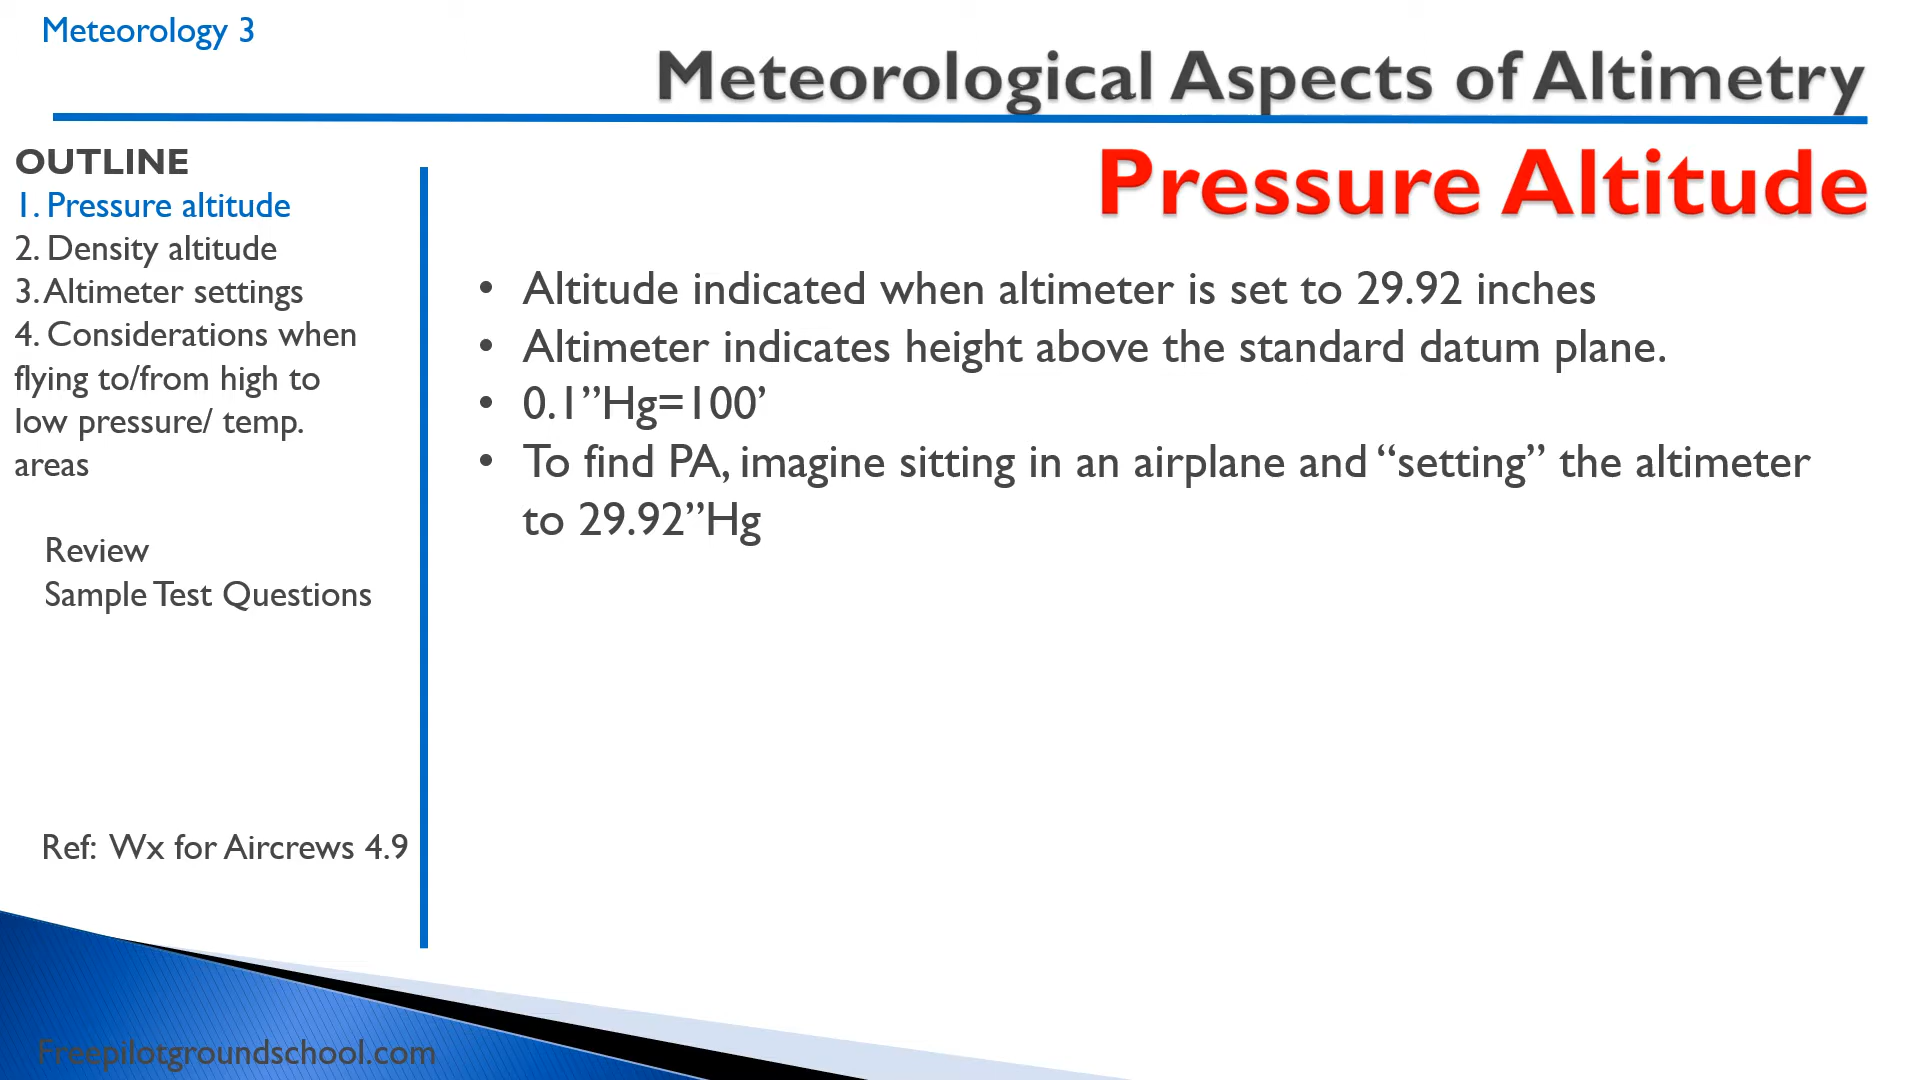 Meteorology 3
Meteorological Aspects of Altimetry
Pressure Altitude
OUTLINE
1. Pressure altitude
2. Density altitude
3. Altimeter settings
4. Considerations when
flying to/from high to
low pressure/ temp.
areas
Review
Sample Test Questions
Ref: Wx for Aircrews 4.9
• Altitude indicated when altimeter is set to 29.92 inches
• Altimeter indicates height above the standard datum plane.
• 0.1”Hg=100’
• To find PA, imagine sitting in an airplane and “setting” the altimeter
to 29.92”Hg
Freepilotgroundschool.com